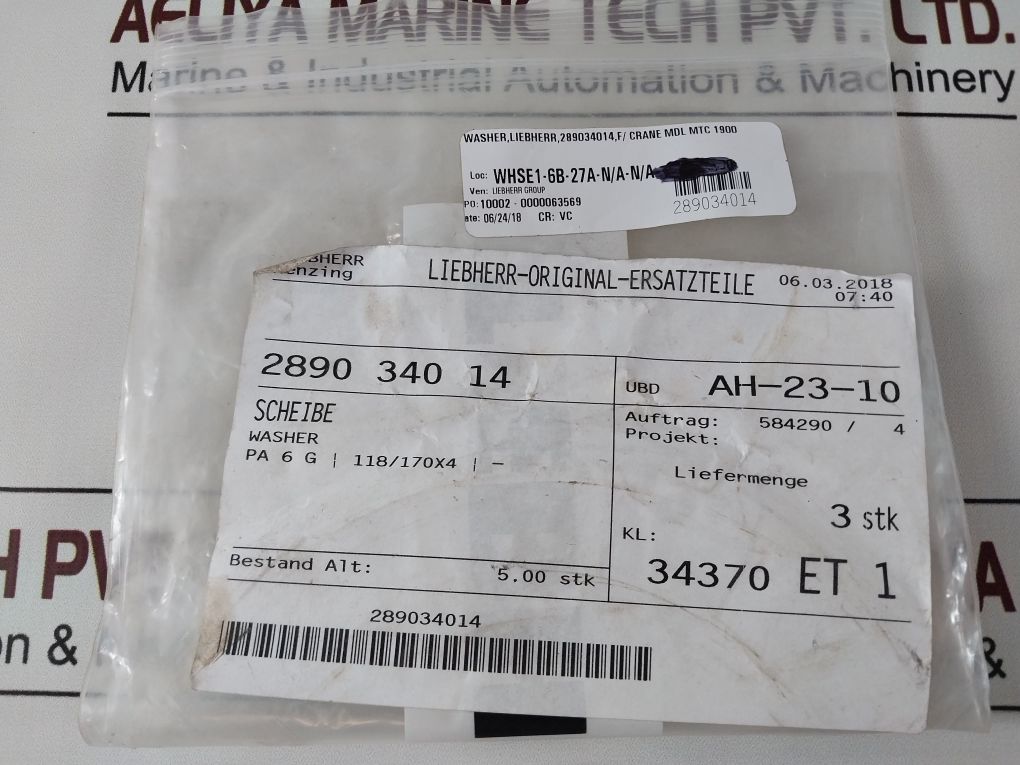 AELIYA MARINE TECH PVT. LTD.
Marine & Industrial Automation & Machinery
WASHER,LIEBHERR,289034014,F/ CRANE MDL MTC 1900
Loc: WHSE1-6B-27A-N/A-N/A
Ven: LIEBHERR GROUP
PO: 10002 - 0000063569
ate: 06/24/18 CR: VC
289034014
BHERR
enzing
LIEBHERR-ORIGINAL-ERSATZTEILE
06.03.2018
07:40
2890 340 14
UBD AH-23-10
SCHEIBE
WASHER
PA 6 G | 118/170X4 | -
Auftrag: 584290 / 4
Projekt:
Liefermenge
3 stk
KL:
34370 ET 1
Bestand Alt: 5.00 stk
289034014
H PV
A
on &
&